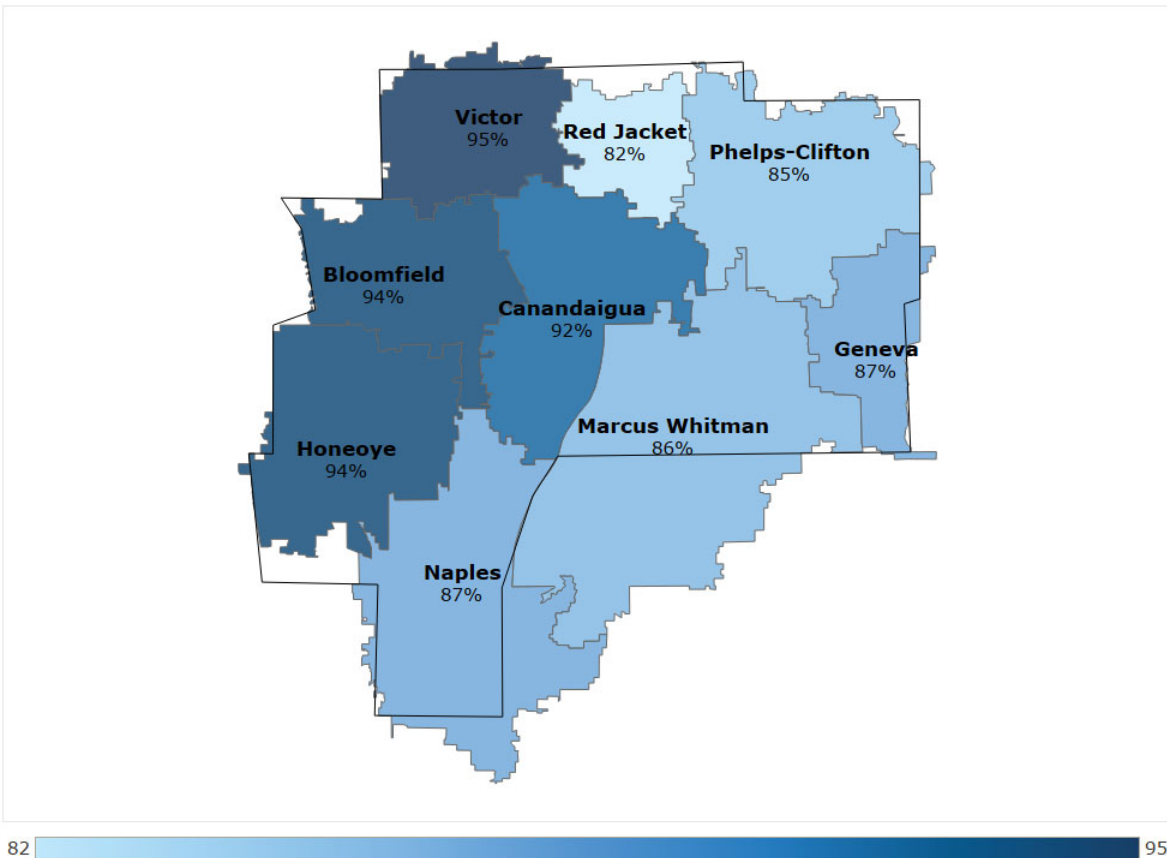 Victor
95%
Red Jacket
82%
Phelps-Clifton
85%
Bloomfield
94%
Canandaigua
92%
Geneva
87%
Marcus Whitman
86%
Honeoye
94%
Naples
87%
82
95